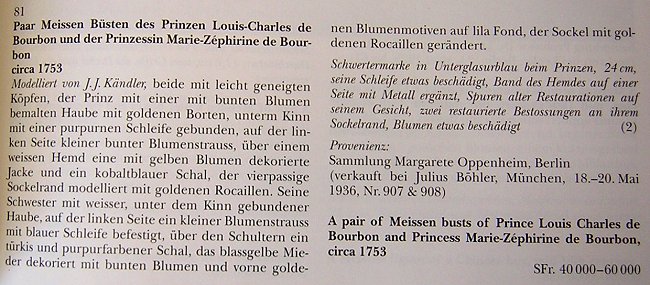 81
Paar Meissen Büsten des Prinzen Louis-Charles de
Bourbon und der Prinzessin Marie-Zéphirine de Bour-
bon
circa 1753
Modelliert von J.J. Kändler, beide mit leicht geneigten
Köpfen, der Prinz mit einer mit bunten Blumen
bemalten Haube mit goldenen Borten, unterm Kinn
mit einer purpurnen Schleife gebunden, auf der lin-
ken Seite kleiner bunter Blumenstrauss, über einem
weissen Hemd eine mit gelben Blumen dekorierte
Jacke und ein kobaltblauer Schal, der vierpassige
Sockelrand modelliert mit goldenen Rocaillen. Seine
Schwester mit weisser, unter dem Kinn gebundener
Haube, auf der linken Seite ein kleiner Blumenstrauss
mit blauer Schleife befestigt, über den Schultern ein
türkis und purpurfarbener Schal, das blassgelbe Mie-
der dekoriert mit bunten Blumen und vorne golde-
nen Blumenmotiven auf lila Fond, der Sockel mit gol-
denen Rocaillen gerändert.
Schwertermarke in Unterglasurblau beim Prinzen, 24 cm,
seine Schleife etwas beschädigt, Band des Hemdes auf einer
Seite mit Metall ergänzt, Spuren alter Restaurationen auf
seinem Gesicht, zwei restaurierte Bestossungen an ihrem
Sockelrand, Blumen etwas beschädigt (2)
Provenienz:
Sammlung Margarete Oppenheim, Berlin
(verkauft bei Julius Böhler, München, 18.–20. Mai
1936, Nr. 907 & 908)
A pair of Meissen busts of Prince Louis Charles de
Bourbon and Princess Marie-Zéphirine de Bourbon,
circa 1753
SFr. 40 000–60 000